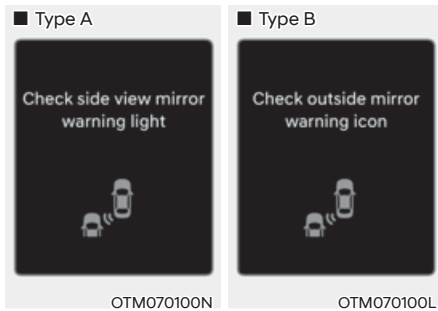 ■ Type A
Check side view mirror
warning light
OTM070100N
■ Type B
Check outside mirror
warning icon
OTM070100L